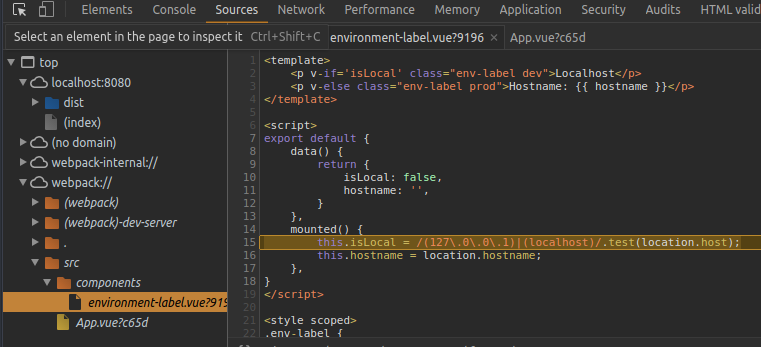 Elements Console Sources Network Performance Memory Application Security Audits HTML valid
Select an element in the page to inspect it Ctrl+Shift+C
environment-label.vue?9196 × App.vue?c65d
top
localhost:8080
dist
(index)
(no domain)
webpack-internal://
webpack://
(webpack)
(webpack)-dev-server
.
src
components
environment-label.vue?919
App.vue?c65d
1 <template>
2 <p v-if='isLocal' class="env-label dev">Localhost</p>
3 <p v-else class="env-label prod">Hostname: {{ hostname }}</p>
4 </template>
5
6 <script>
7 export default {
8 data() {
9 return {
10 isLocal: false,
11 hostname: '',
12 }
13 },
14 mounted() {
15 this.isLocal = /(127\.0\.0\.1)|(localhost)/.test(location.host);
16 this.hostname = location.hostname;
17 },
18 }
19 </script>
20
21 <style scoped>
22 .env-label {